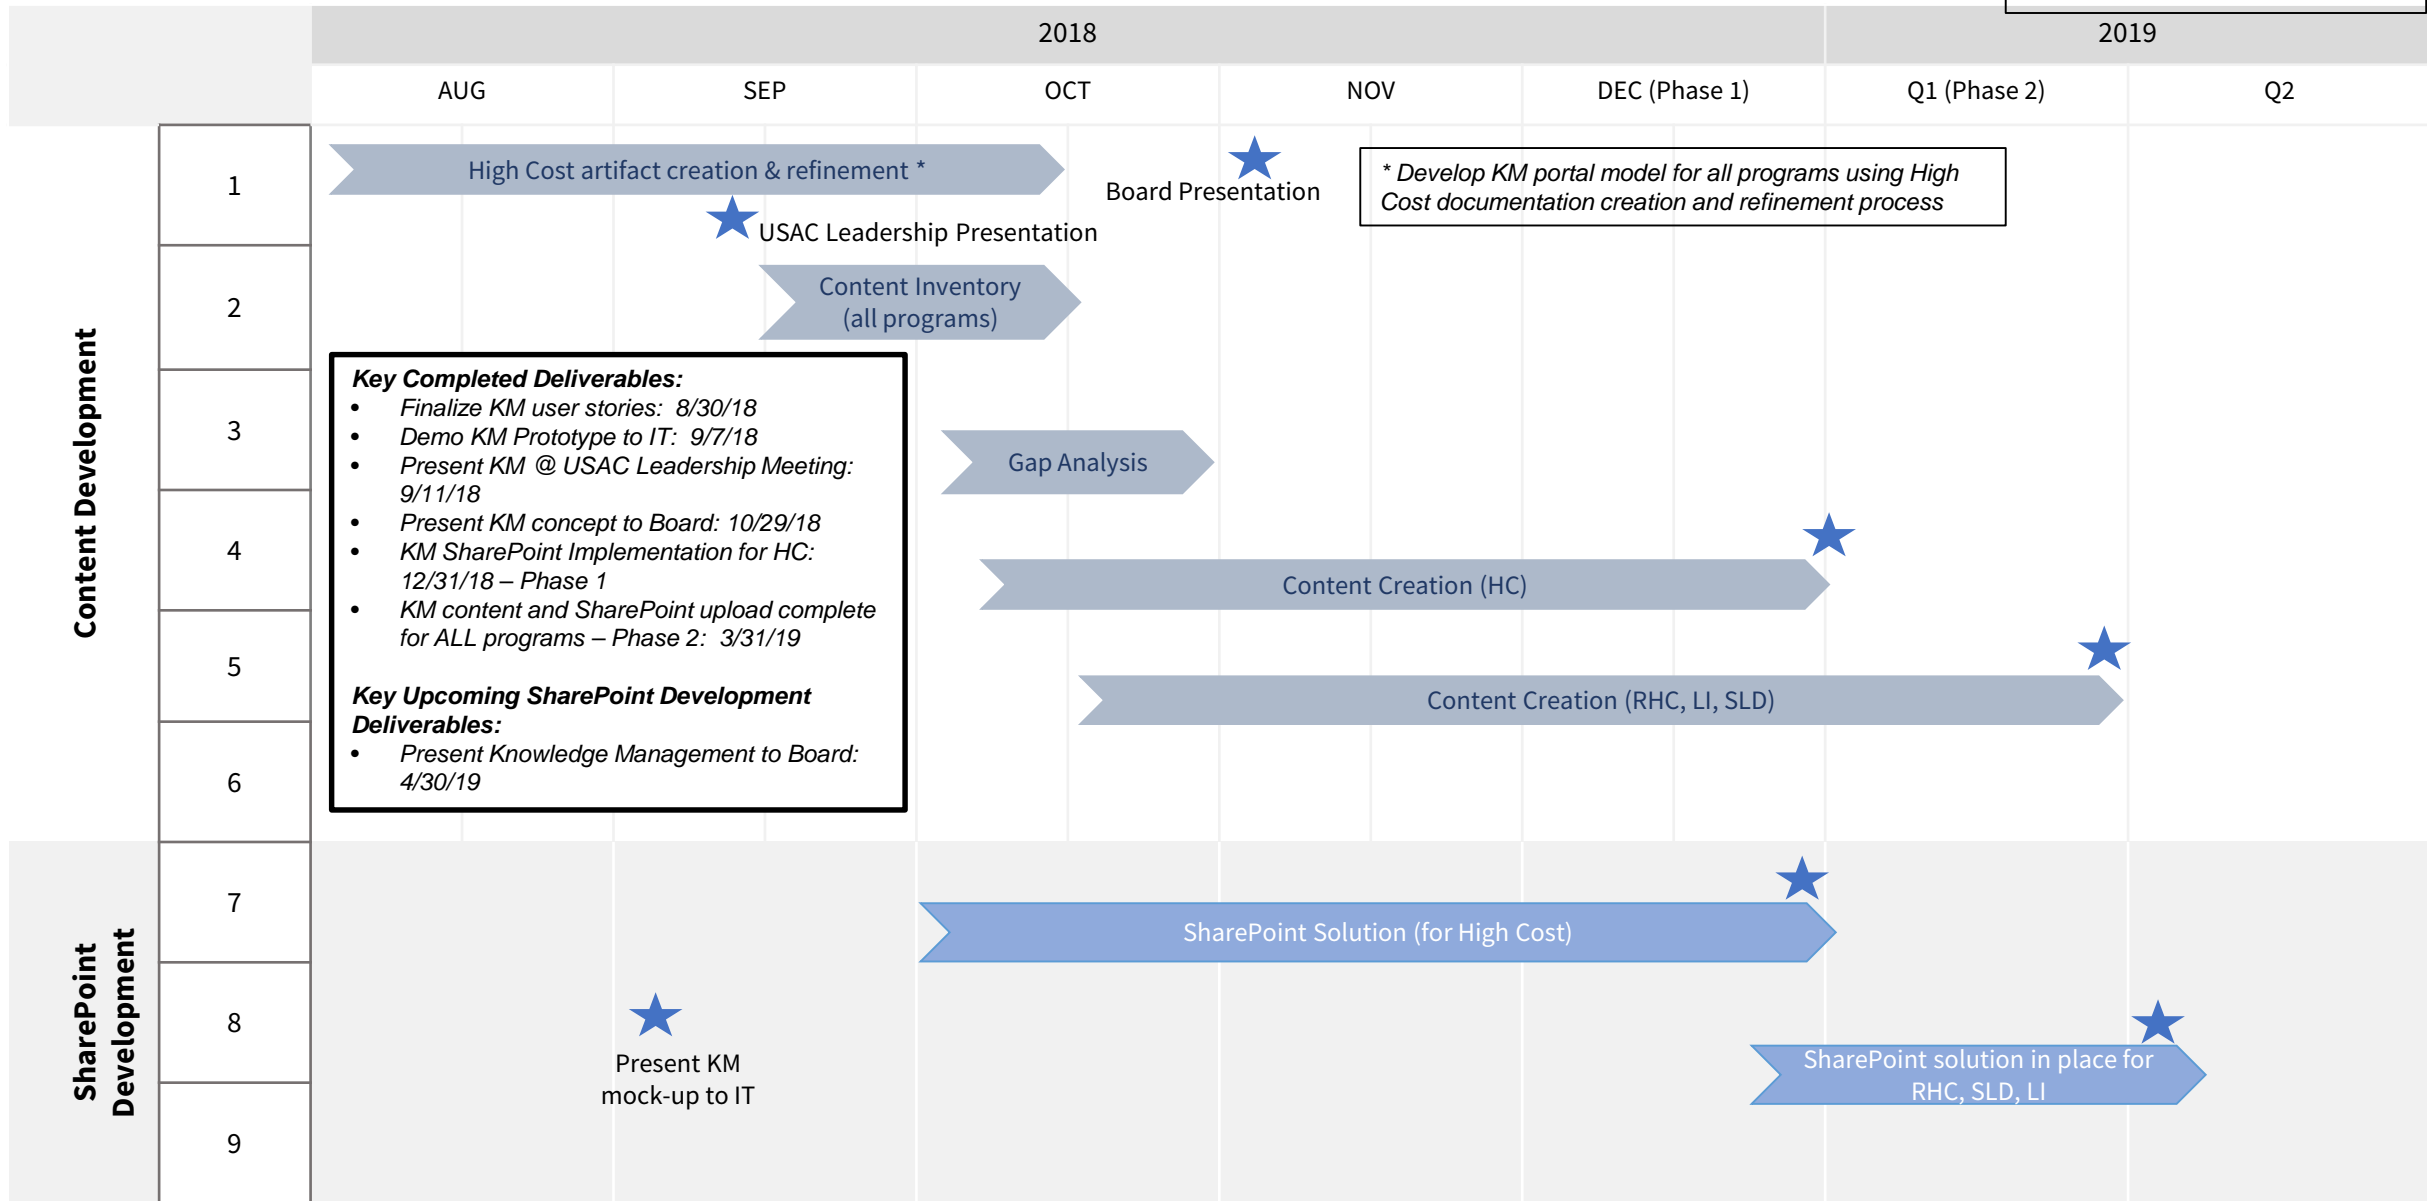 2018
2019
AUG
SEP
OCT
NOV
DEC (Phase 1)
Q1 (Phase 2)
Q2
Content Development
1
High Cost artifact creation & refinement *
Board Presentation
* Develop KM portal model for all programs using High
Cost documentation creation and refinement process
USAC Leadership Presentation
2
Content Inventory
(all programs)
Key Completed Deliverables:
• Finalize KM user stories: 8/30/18
• Demo KM Prototype to IT: 9/7/18
• Present KM @ USAC Leadership Meeting:
9/11/18
• Present KM concept to Board: 10/29/18
• KM SharePoint Implementation for HC:
12/31/18 – Phase 1
• KM content and SharePoint upload complete
for ALL programs – Phase 2: 3/31/19
Key Upcoming SharePoint Development
Deliverables:
• Present Knowledge Management to Board:
4/30/19
3
Gap Analysis
4
Content Creation (HC)
5
Content Creation (RHC, LI, SLD)
6
SharePoint
Development
7
SharePoint Solution (for High Cost)
8
Present KM
mock-up to IT
SharePoint solution in place for
RHC, SLD, LI
9